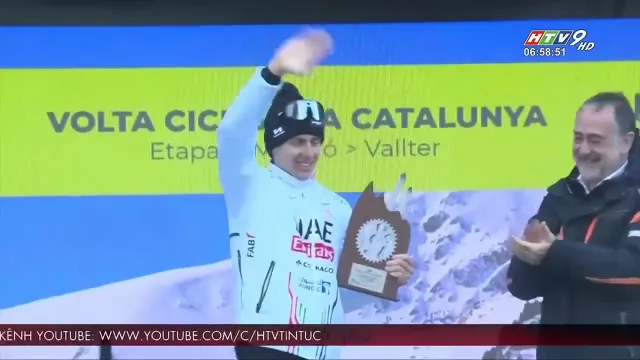 HTV9 HD
06:58:51
VOLTA CIC A CATALUNYA
Etapa M ó > Vallter
UAE
Emirates
FAB
COLNAGO
KÊNH YOUTUBE: WWW.YOUTUBE.COM/C/HTVTINTUC